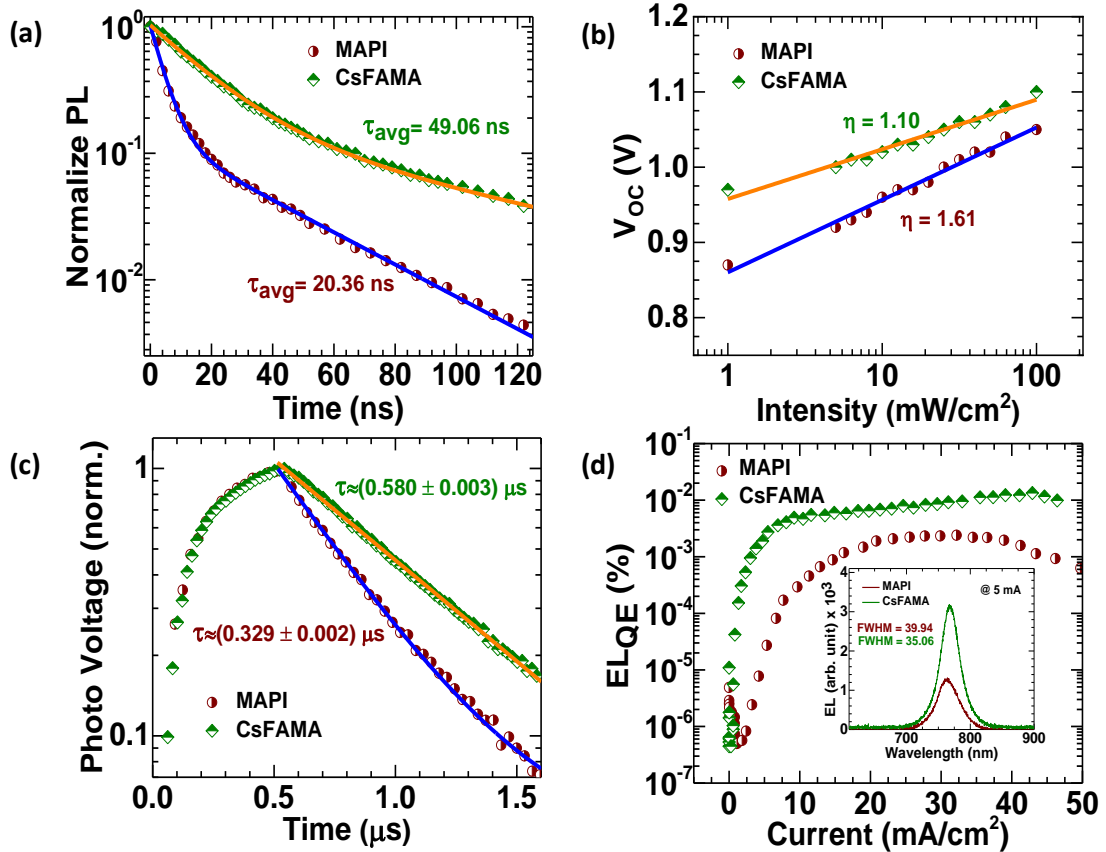 (a)
10⁰
10⁻¹
10⁻²
Normalize PL
MAPI
CsFAMA
τavg= 49.06 ns
τavg= 20.36 ns
0 20 40 60 80 100 120
Time (ns)
(b)
1.2
1.1
1.0
0.9
0.8
VOC (V)
MAPI
CsFAMA
η = 1.10
η = 1.61
1 10 100
Intensity (mW/cm²)
(c)
1
0.1
Photo Voltage (norm.)
τ≈(0.580 ± 0.003) μs
τ≈(0.329 ± 0.002) μs
MAPI
CsFAMA
0.0 0.5 1.0 1.5
Time (μs)
(d)
10⁻¹
10⁻²
10⁻³
10⁻⁴
10⁻⁵
10⁻⁶
10⁻⁷
ELQE (%)
MAPI
CsFAMA
EL (arb. unit) x 10³
4
3
2
1
0
MAPI
CsFAMA
@ 5 mA
FWHM = 39.94
FWHM = 35.06
700 800 900
Wavelength (nm)
0 10 20 30 40 50
Current (mA/cm²)